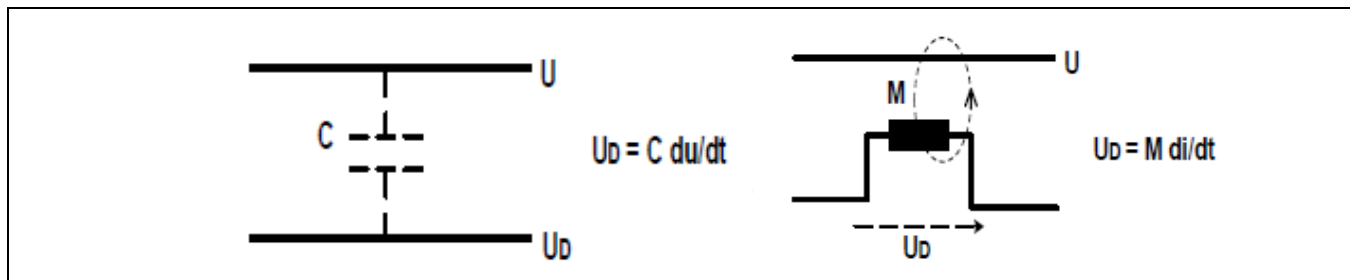 U
C
UD = C du/dt
UD
U
M
UD = M di/dt
UD